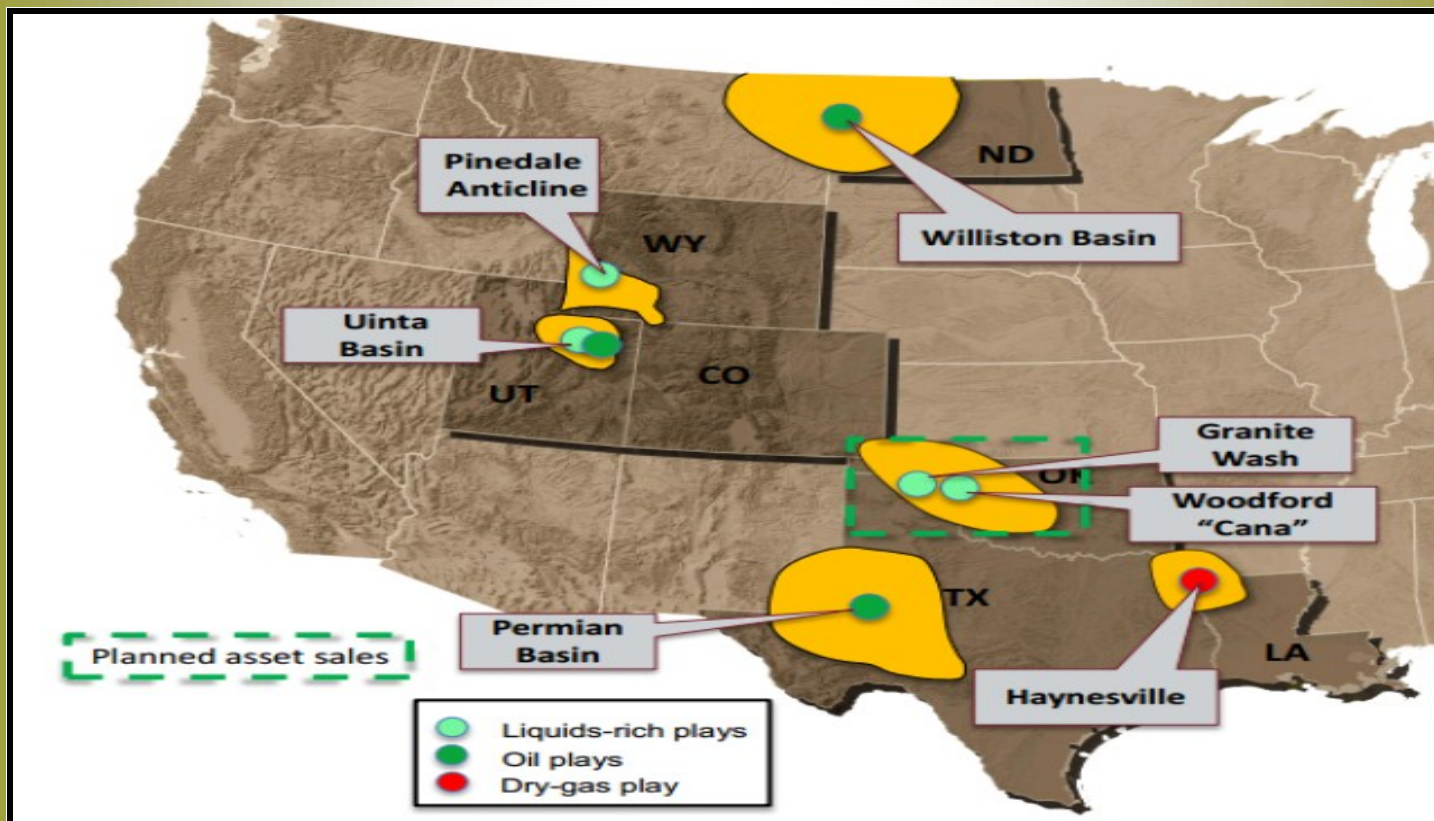 Pinedale
Anticline
ND
WY
Williston Basin
Uinta
Basin
CO
UT
Granite
Wash
OK
Woodford
“Cana”
TX
Permian
Basin
Planned asset sales
LA
Haynesville
Liquids-rich plays
Oil plays
Dry-gas play